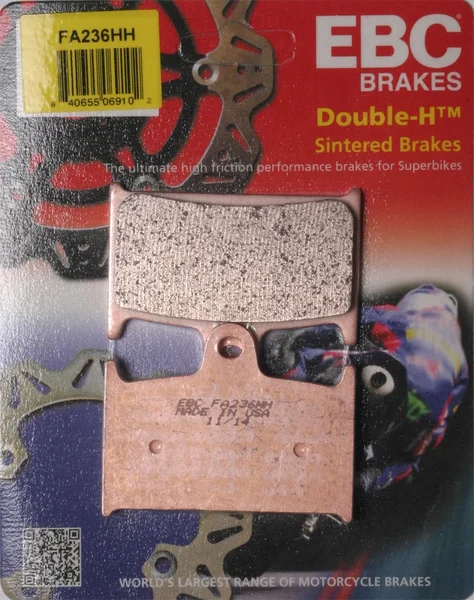 FA236HH
8 40655 06910 2
EBC
BRAKES
Double-H™
Sintered Brakes
The ultimate high friction performance brakes for Superbikes
EBC FA236HH
MADE IN USA
11/14
WORLD'S LARGEST RANGE OF MOTORCYCLE BRAKES